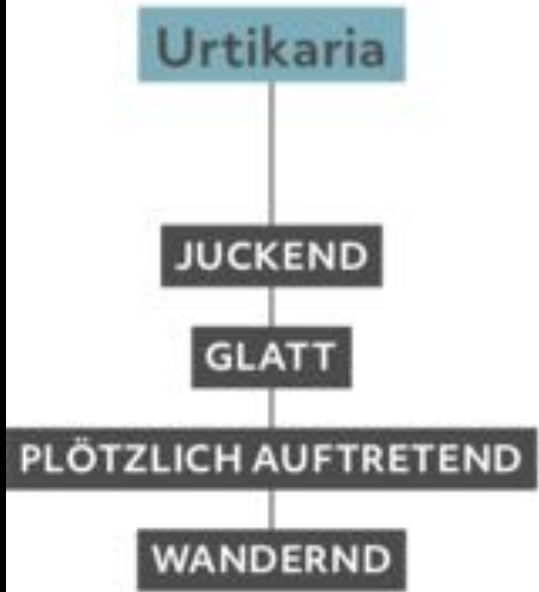 Urtikaria
JUCKEND
GLATT
PLÖTZLICH AUFTRETEND
WANDERND